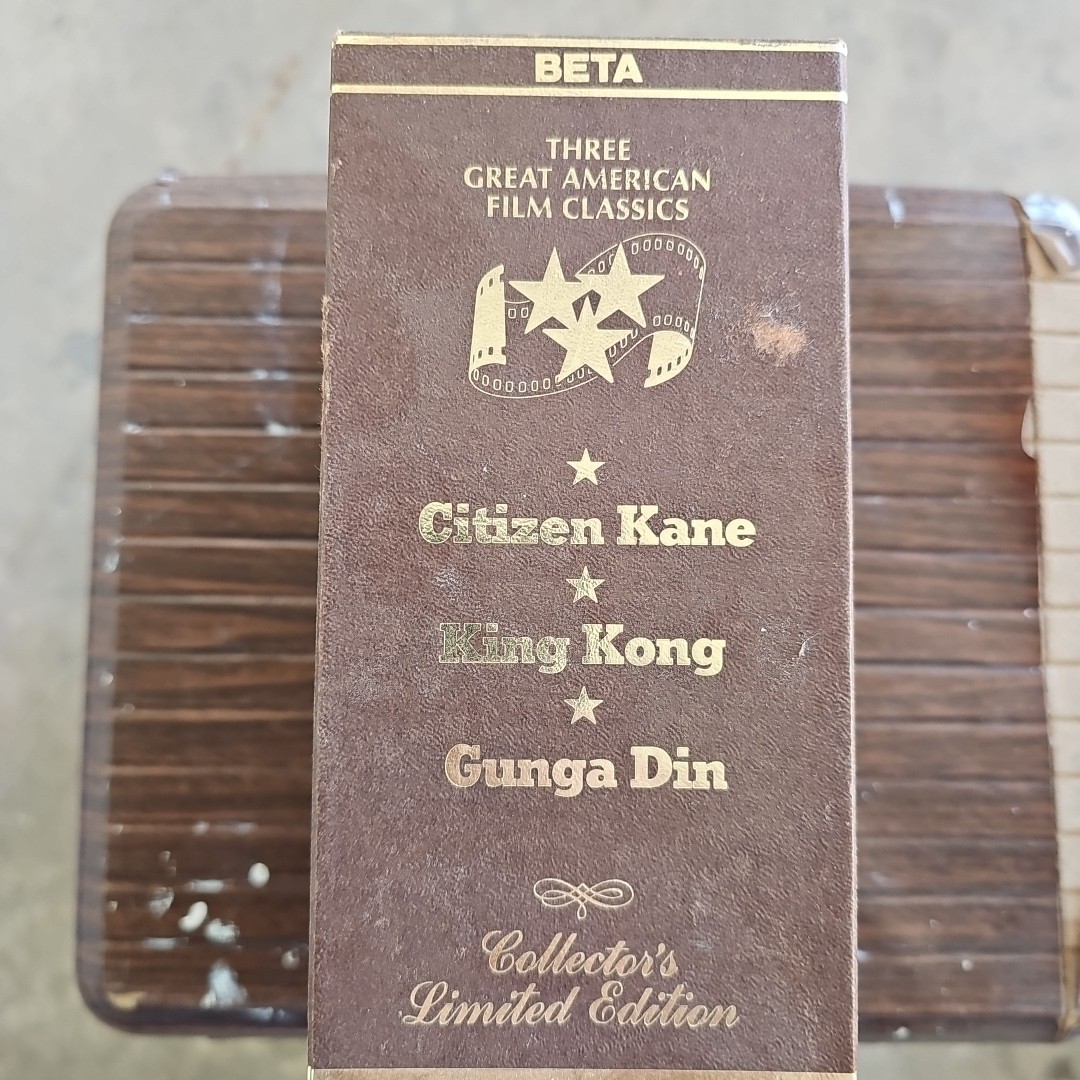 BETA
THREE
GREAT AMERICAN
FILM CLASSICS
Citizen Kane
King Kong
Gunga Din
Collector's
Limited Edition